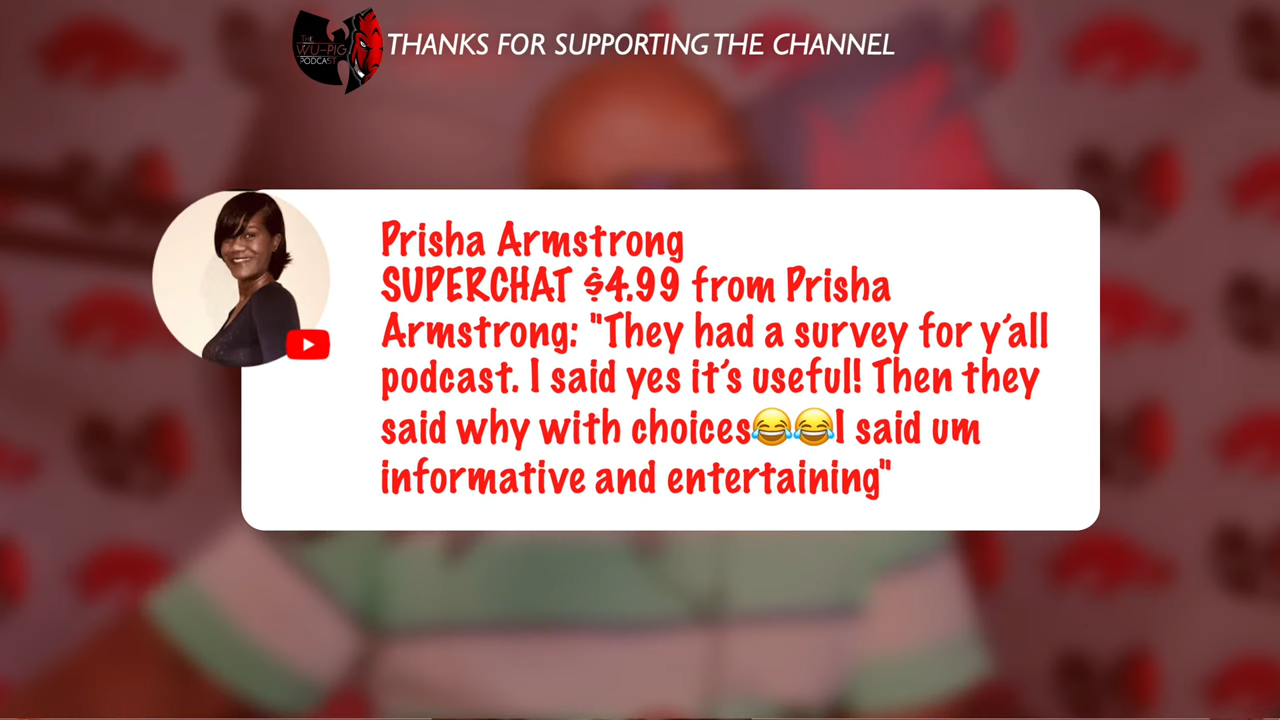 THE
WU-PIG
PODCAST
THANKS FOR SUPPORTING THE CHANNEL
Prisha Armstrong
SUPERCHAT $4.99 from Prisha
Armstrong: "They had a survey for y’all
podcast. I said yes it’s useful! Then they
said why with choices😂😂I said um
informative and entertaining"